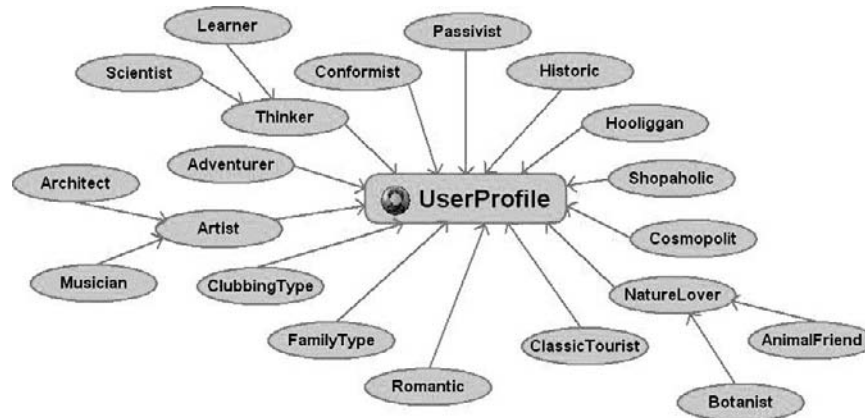 Learner
Passivist
Scientist
Conformist
Historic
Thinker
Hooliggan
Adventurer
Shopaholic
Architect
UserProfile
Artist
Cosmopolit
Musician
ClubbingType
NatureLover
FamilyType
ClassicTourist
AnimalFriend
Romantic
Botanist